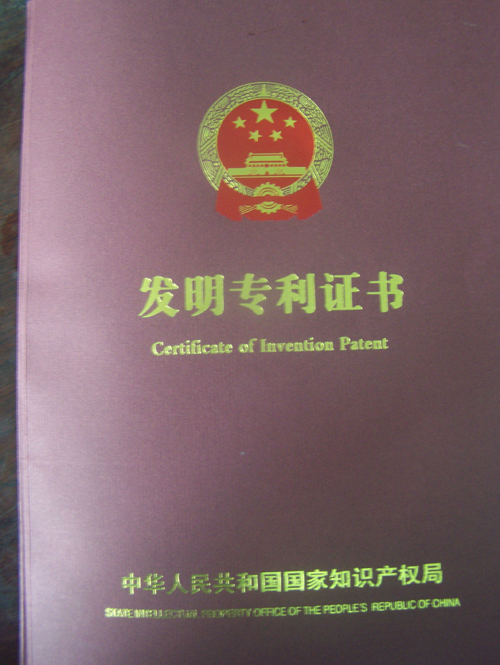 发明专利证书
Certificate of Invention Patent
中华人民共和国国家知识产权局
STATE INTELLECTUAL PROPERTY OFFICE OF THE PEOPLE'S REPUBLIC OF CHINA